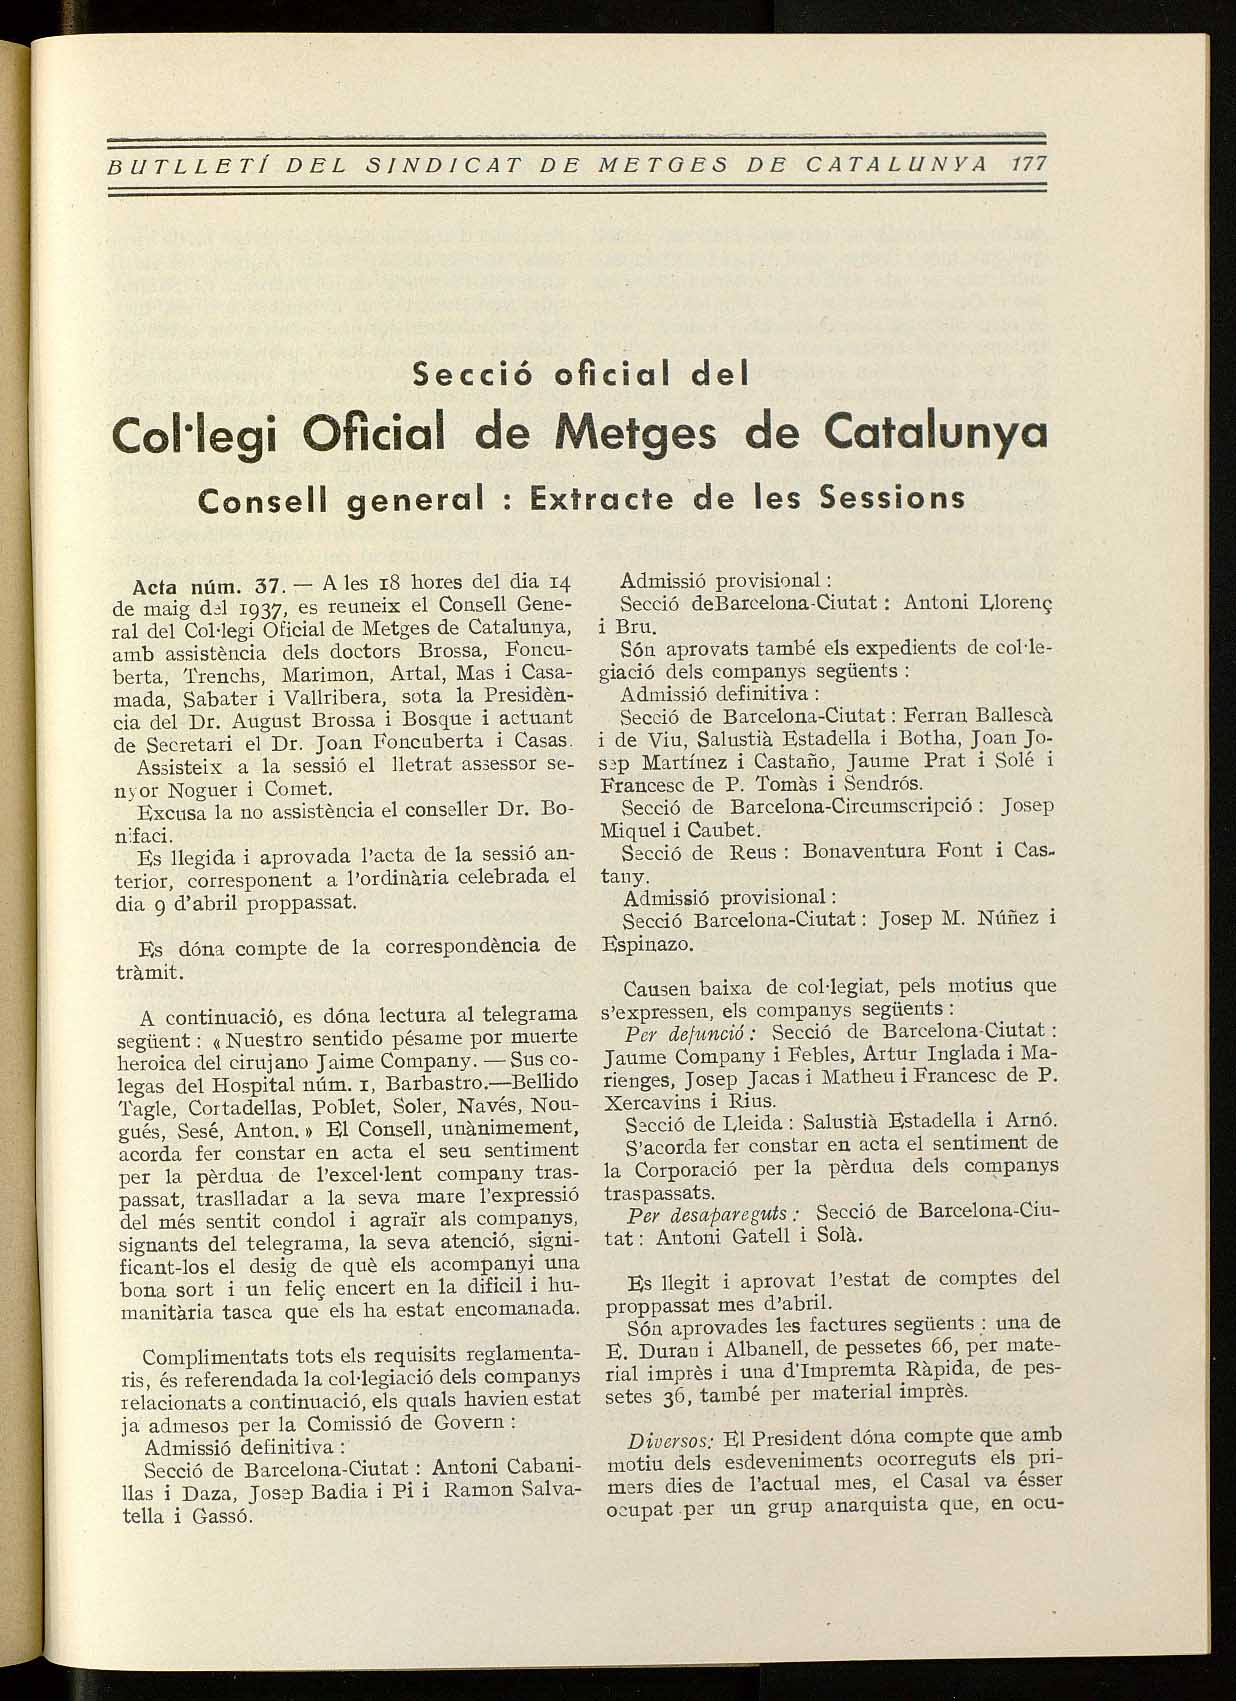 BUTLLETÍ DEL SINDICAT DE METGES DE CATALUNYA 177
Secció oficial del
Col·legi Oficial de Metges de Catalunya
Consell general : Extracte de les Sessions
Acta núm. 37. — A les 18 hores del dia 14
de maig del 1937, es reuneix el Consell Gene-
ral del Col·legi Oficial de Metges de Catalunya,
amb assistència dels doctors Brossa, Foncu-
berta, Trenchs, Marimon, Artal, Mas i Casa-
mada, Sabater i Vallribera, sota la Presidèn-
cia del Dr. August Brossa i Bosque i actuant
de Secretari el Dr. Joan Foncuberta i Casas.
Assisteix a la sessió el lletrat assessor se-
nyor Noguer i Comet.
Excusa la no assistència el conseller Dr. Bo-
nifaci.
Es llegida i aprovada l'acta de la sessió an-
terior, corresponent a l'ordinària celebrada el
dia 9 d'abril proppassat.
Es dóna compte de la correspondència de
tràmit.
A continuació, es dóna lectura al telegrama
següent : « Nuestro sentido pésame por muerte
heroica del cirujano Jaime Company. — Sus co-
legas del Hospital núm. 1, Barbastro.—Bellido
Tagle, Cortadellas, Poblet, Soler, Navés, Nou-
gués, Sesé, Anton. » El Consell, unànimement,
acorda fer constar en acta el seu sentiment
per la pèrdua de l'excel·lent company tras-
passat, traslladar a la seva mare l'expressió
del més sentit condol i agraïr als companys,
signants del telegrama, la seva atenció, signi-
ficant-los el desig de què els acompanyi una
bona sort i un feliç encert en la difícil i hu-
manitària tasca que els ha estat encomanada.
Complimentats tots els requisits reglamenta-
ris, és referendada la col·legiació dels companys
relacionats a continuació, els quals havien estat
ja admesos per la Comissió de Govern :
Admissió definitiva :
Secció de Barcelona-Ciutat : Antoni Cabani-
llas i Daza, Josep Badia i Pi i Ramon Salva-
tella i Gassó.
Admissió provisional :
Secció deBarcelona-Ciutat : Antoni Llorenç
i Bru.
Són aprovats també els expedients de col·le-
giació dels companys següents :
Admissió definitiva :
Secció de Barcelona-Ciutat : Ferran Ballescà
i de Viu, Salustià Estadella i Botha, Joan Jo-
sep Martínez i Castaño, Jaume Prat i Solé i
Francesc de P. Tomàs i Sendrós.
Secció de Barcelona-Circumscripció : Josep
Miquel i Caubet.
Secció de Reus : Bonaventura Font i Cas-
tany.
Admissió provisional :
Secció Barcelona-Ciutat : Josep M. Núñez i
Espinazo.
Causen baixa de col·legiat, pels motius que
s'expressen, els companys següents :
Per defunció : Secció de Barcelona-Ciutat :
Jaume Company i Febles, Artur Inglada i Ma-
rienges, Josep Jacas i Matheu i Francesc de P.
Xercavins i Rius.
Secció de Lleida : Salustià Estadella i Arnó.
S'acorda fer constar en acta el sentiment de
la Corporació per la pèrdua dels companys
traspassats.
Per desapareguts : Secció de Barcelona-Ciu-
tat : Antoni Gatell i Solà.
Es llegit i aprovat l'estat de comptes del
proppassat mes d'abril.
Són aprovades les factures següents : una de
E. Duran i Albanell, de pessetes 66, per mate-
rial imprès i una d'Impremta Ràpida, de pes-
setes 36, també per material imprès.
Diversos: El President dóna compte que amb
motiu dels esdeveniments ocorreguts els pri-
mers dies de l'actual mes, el Casal va ésser
ocupat per un grup anarquista que, en ocu-